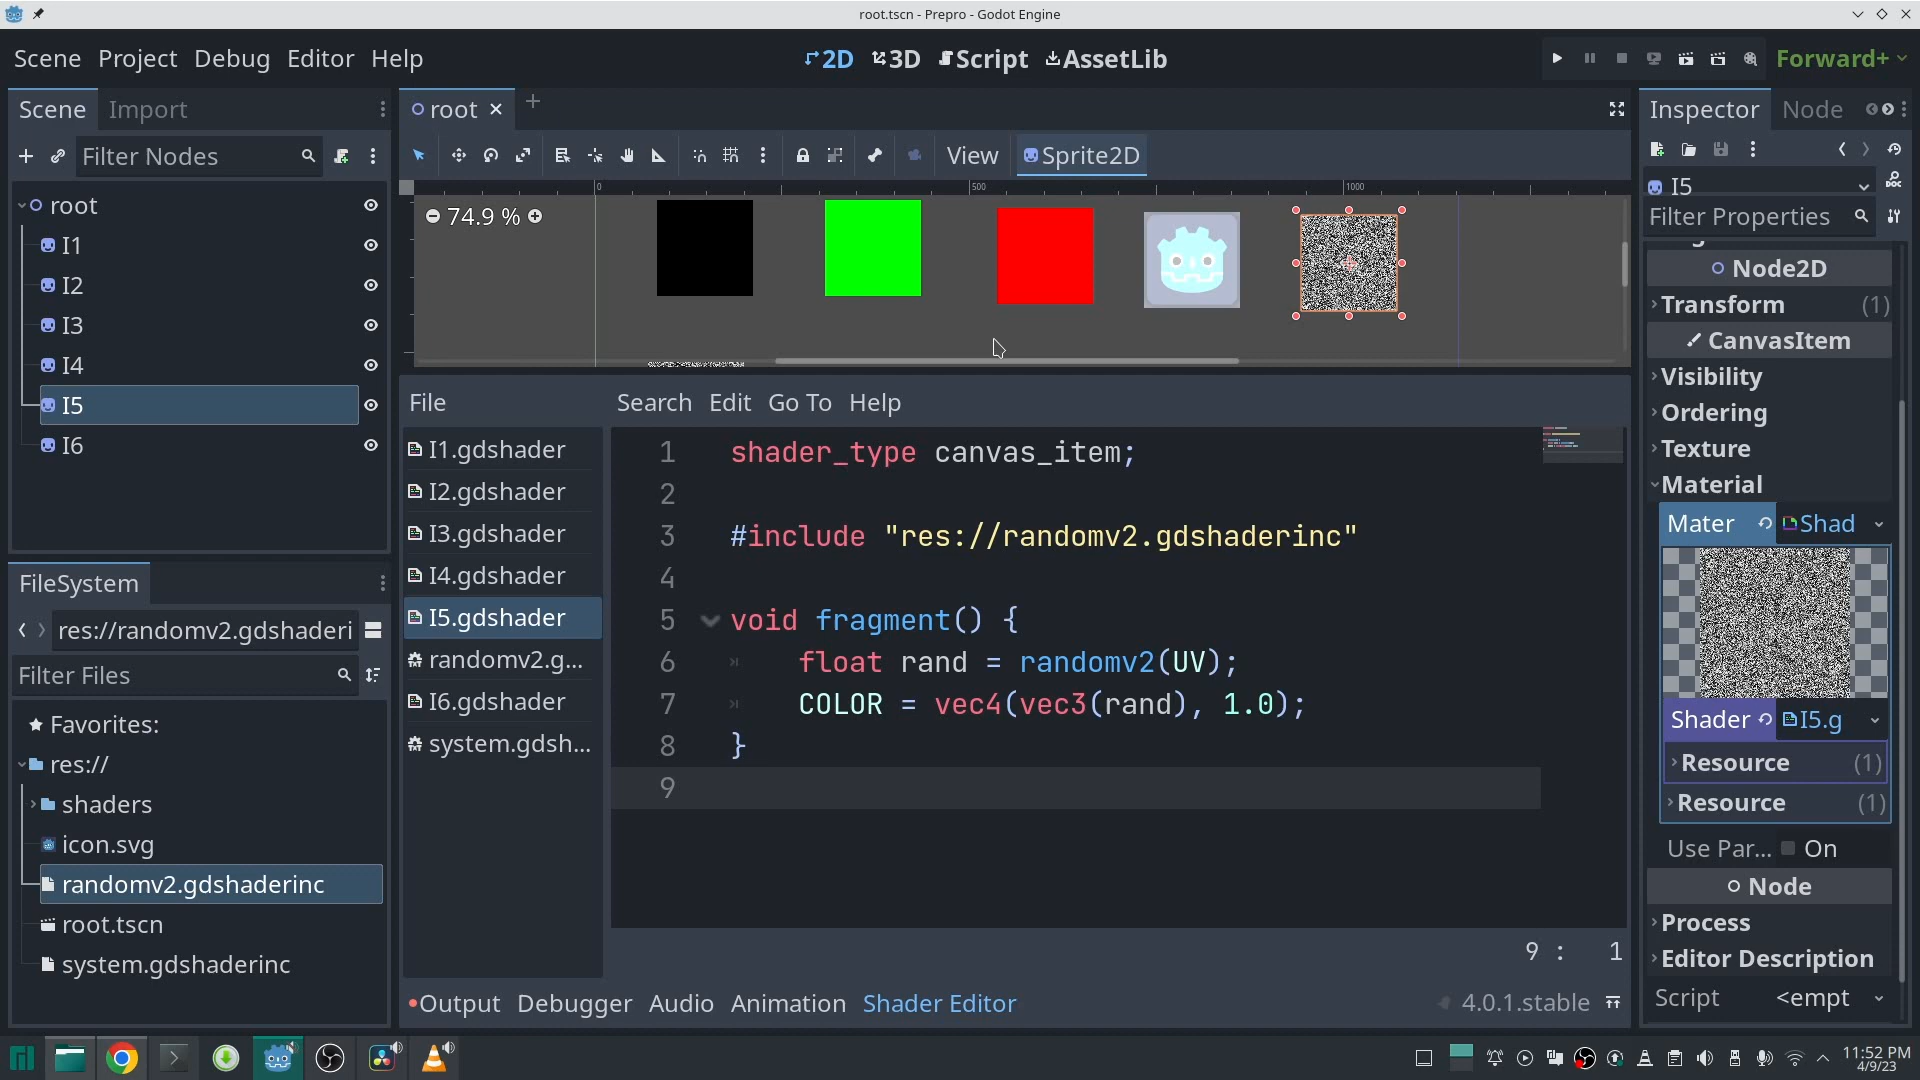 root.tscn - Prepro - Godot Engine
Scene Project Debug Editor Help
2D 3D Script AssetLib
Forward+
Scene Import
Filter Nodes
root
I1
I2
I3
I4
I5
I6
FileSystem
res://randomv2.gdshaderi
Filter Files
Favorites:
res://
shaders
icon.svg
randomv2.gdshaderinc
root.tscn
system.gdshaderinc
root
View Sprite2D
0 500 1000
74.9 %
File Search Edit Go To Help
I1.gdshader
I2.gdshader
I3.gdshader
I4.gdshader
I5.gdshader
randomv2.g...
I6.gdshader
system.gdsh...
1 shader_type canvas_item;
2
3 #include "res://randomv2.gdshaderinc"
4
5 void fragment() {
6 float rand = randomv2(UV);
7 COLOR = vec4(vec3(rand), 1.0);
8 }
9
9 : 1
Output Debugger Audio Animation Shader Editor
4.0.1.stable
Inspector Node
I5
Filter Properties
Node2D
Transform (1)
CanvasItem
Visibility
Ordering
Texture
Material
Mater Shad
Shader I5.g
Resource (1)
Resource (1)
Use Par... On
Node
Process
Editor Description
Script <empt
11:52 PM
4/9/23